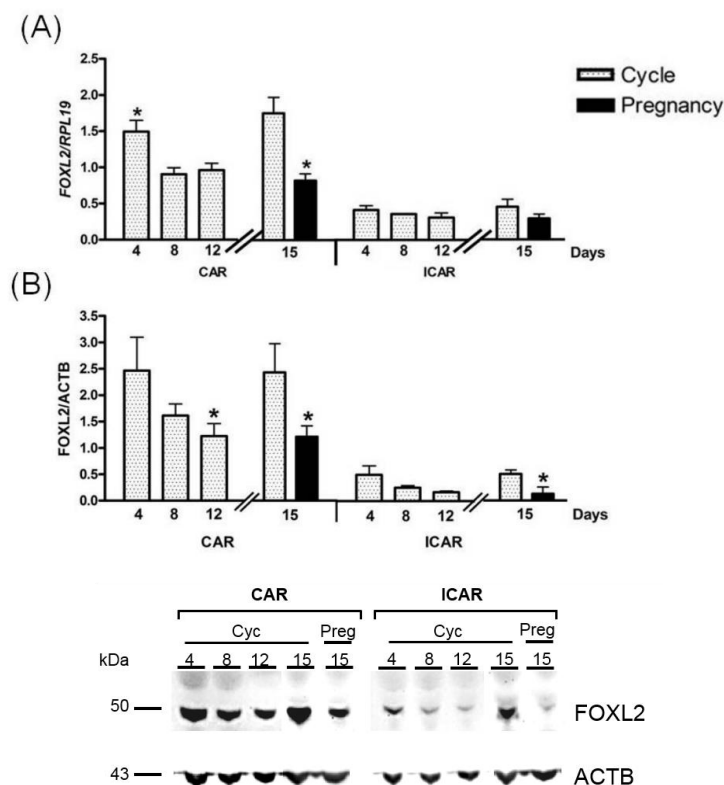 (A)
Cycle
Pregnancy
FOXL2/RPL19
2.5
2.0
1.5
1.0
0.5
0.0
*
*
4 8 12 15 4 8 12 15 Days
CAR ICAR
(B)
FOXL2/ACTB
3.5
3.0
2.5
2.0
1.5
1.0
0.5
0.0
*
*
*
4 8 12 15 4 8 12 15 Days
CAR ICAR
CAR ICAR
Cyc Preg Cyc Preg
kDa 4 8 12 15 15 4 8 12 15 15
50 FOXL2
43 ACTB